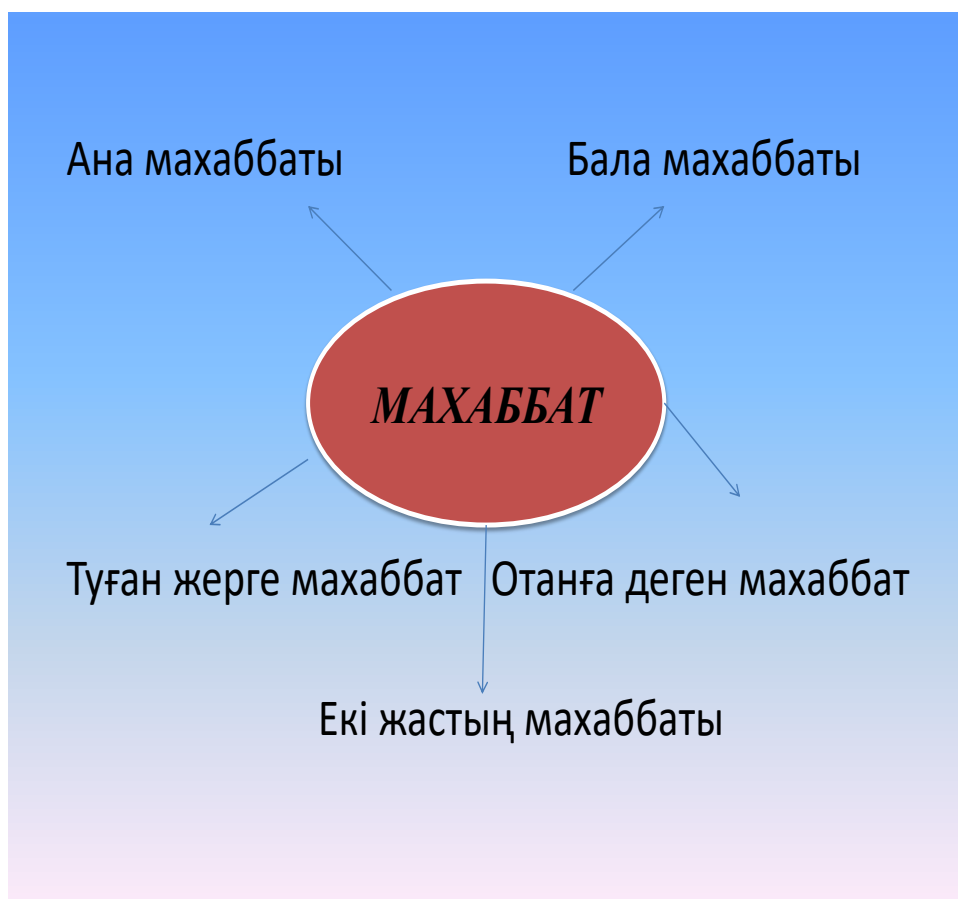 Ана махаббаты
Бала махаббаты
МАХАББАТ
Туған жерге махаббат
Отанға деген махаббат
Екі жастың махаббаты